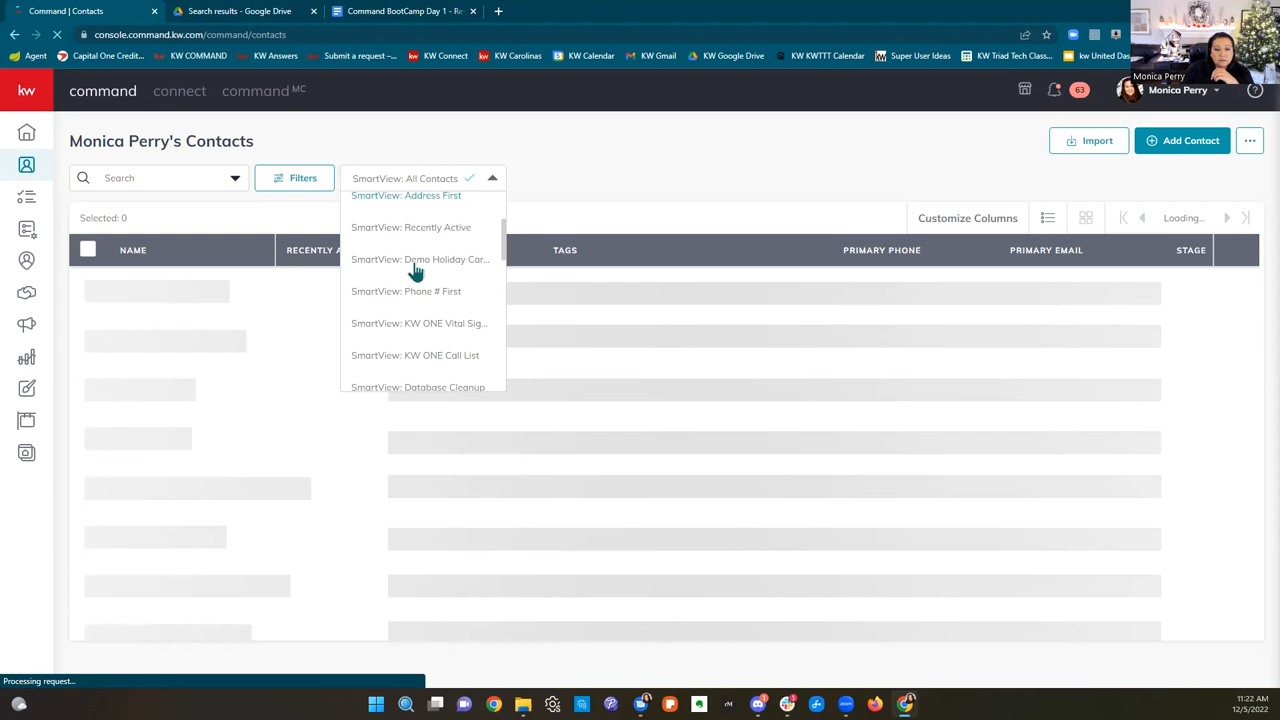 Command | Contacts
Search results - Google Drive
Command BootCamp Day 1 - Re
console.command.kw.com/command/contacts
Agent
Capital One Credit...
KW COMMAND
KW Answers
Submit a request –...
KW Connect
KW Carolinas
KW Calendar
KW Gmail
KW Google Drive
KW KWTTT Calendar
Super User Ideas
KW Triad Tech Class...
kw United Das
Monica Perry
kw
command
connect
command MC
63
Monica Perry
Monica Perry's Contacts
Import
Add Contact
Search
Filters
SmartView: All Contacts
SmartView: Address First
SmartView: Recently Active
SmartView: Demo Holiday Car...
SmartView: Phone # First
SmartView: KW ONE Vital Sig...
SmartView: KW ONE Call List
SmartView: Database Cleanup
Selected: 0
Customize Columns
Loading...
NAME
RECENTLY A
TAGS
PRIMARY PHONE
PRIMARY EMAIL
STAGE
Processing request...
11:22 AM
12/5/2022